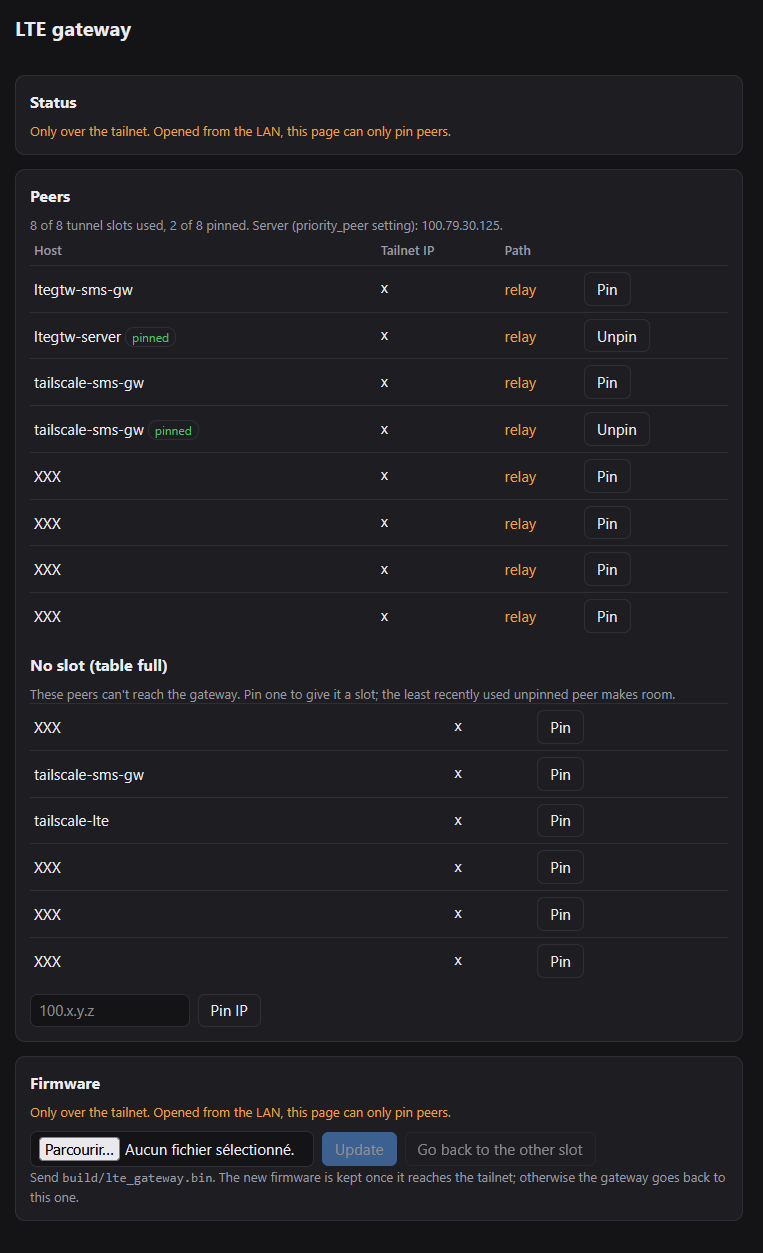 LTE gateway
Status
Only over the tailnet. Opened from the LAN, this page can only pin peers.
Peers
8 of 8 tunnel slots used, 2 of 8 pinned. Server (priority_peer setting): 100.79.30.125.
Host Tailnet IP Path
ltegtw-sms-gw x relay Pin
ltegtw-server pinned x relay Unpin
tailscale-sms-gw x relay Pin
tailscale-sms-gw pinned x relay Unpin
XXX x relay Pin
XXX x relay Pin
XXX x relay Pin
XXX x relay Pin
No slot (table full)
These peers can't reach the gateway. Pin one to give it a slot; the least recently used unpinned peer makes room.
XXX x Pin
tailscale-sms-gw x Pin
tailscale-lte x Pin
XXX x Pin
XXX x Pin
XXX x Pin
100.x.y.z Pin IP
Firmware
Only over the tailnet. Opened from the LAN, this page can only pin peers.
Parcourir... Aucun fichier sélectionné. Update Go back to the other slot
Send build/lte_gateway.bin. The new firmware is kept once it reaches the tailnet; otherwise the gateway goes back to
this one.